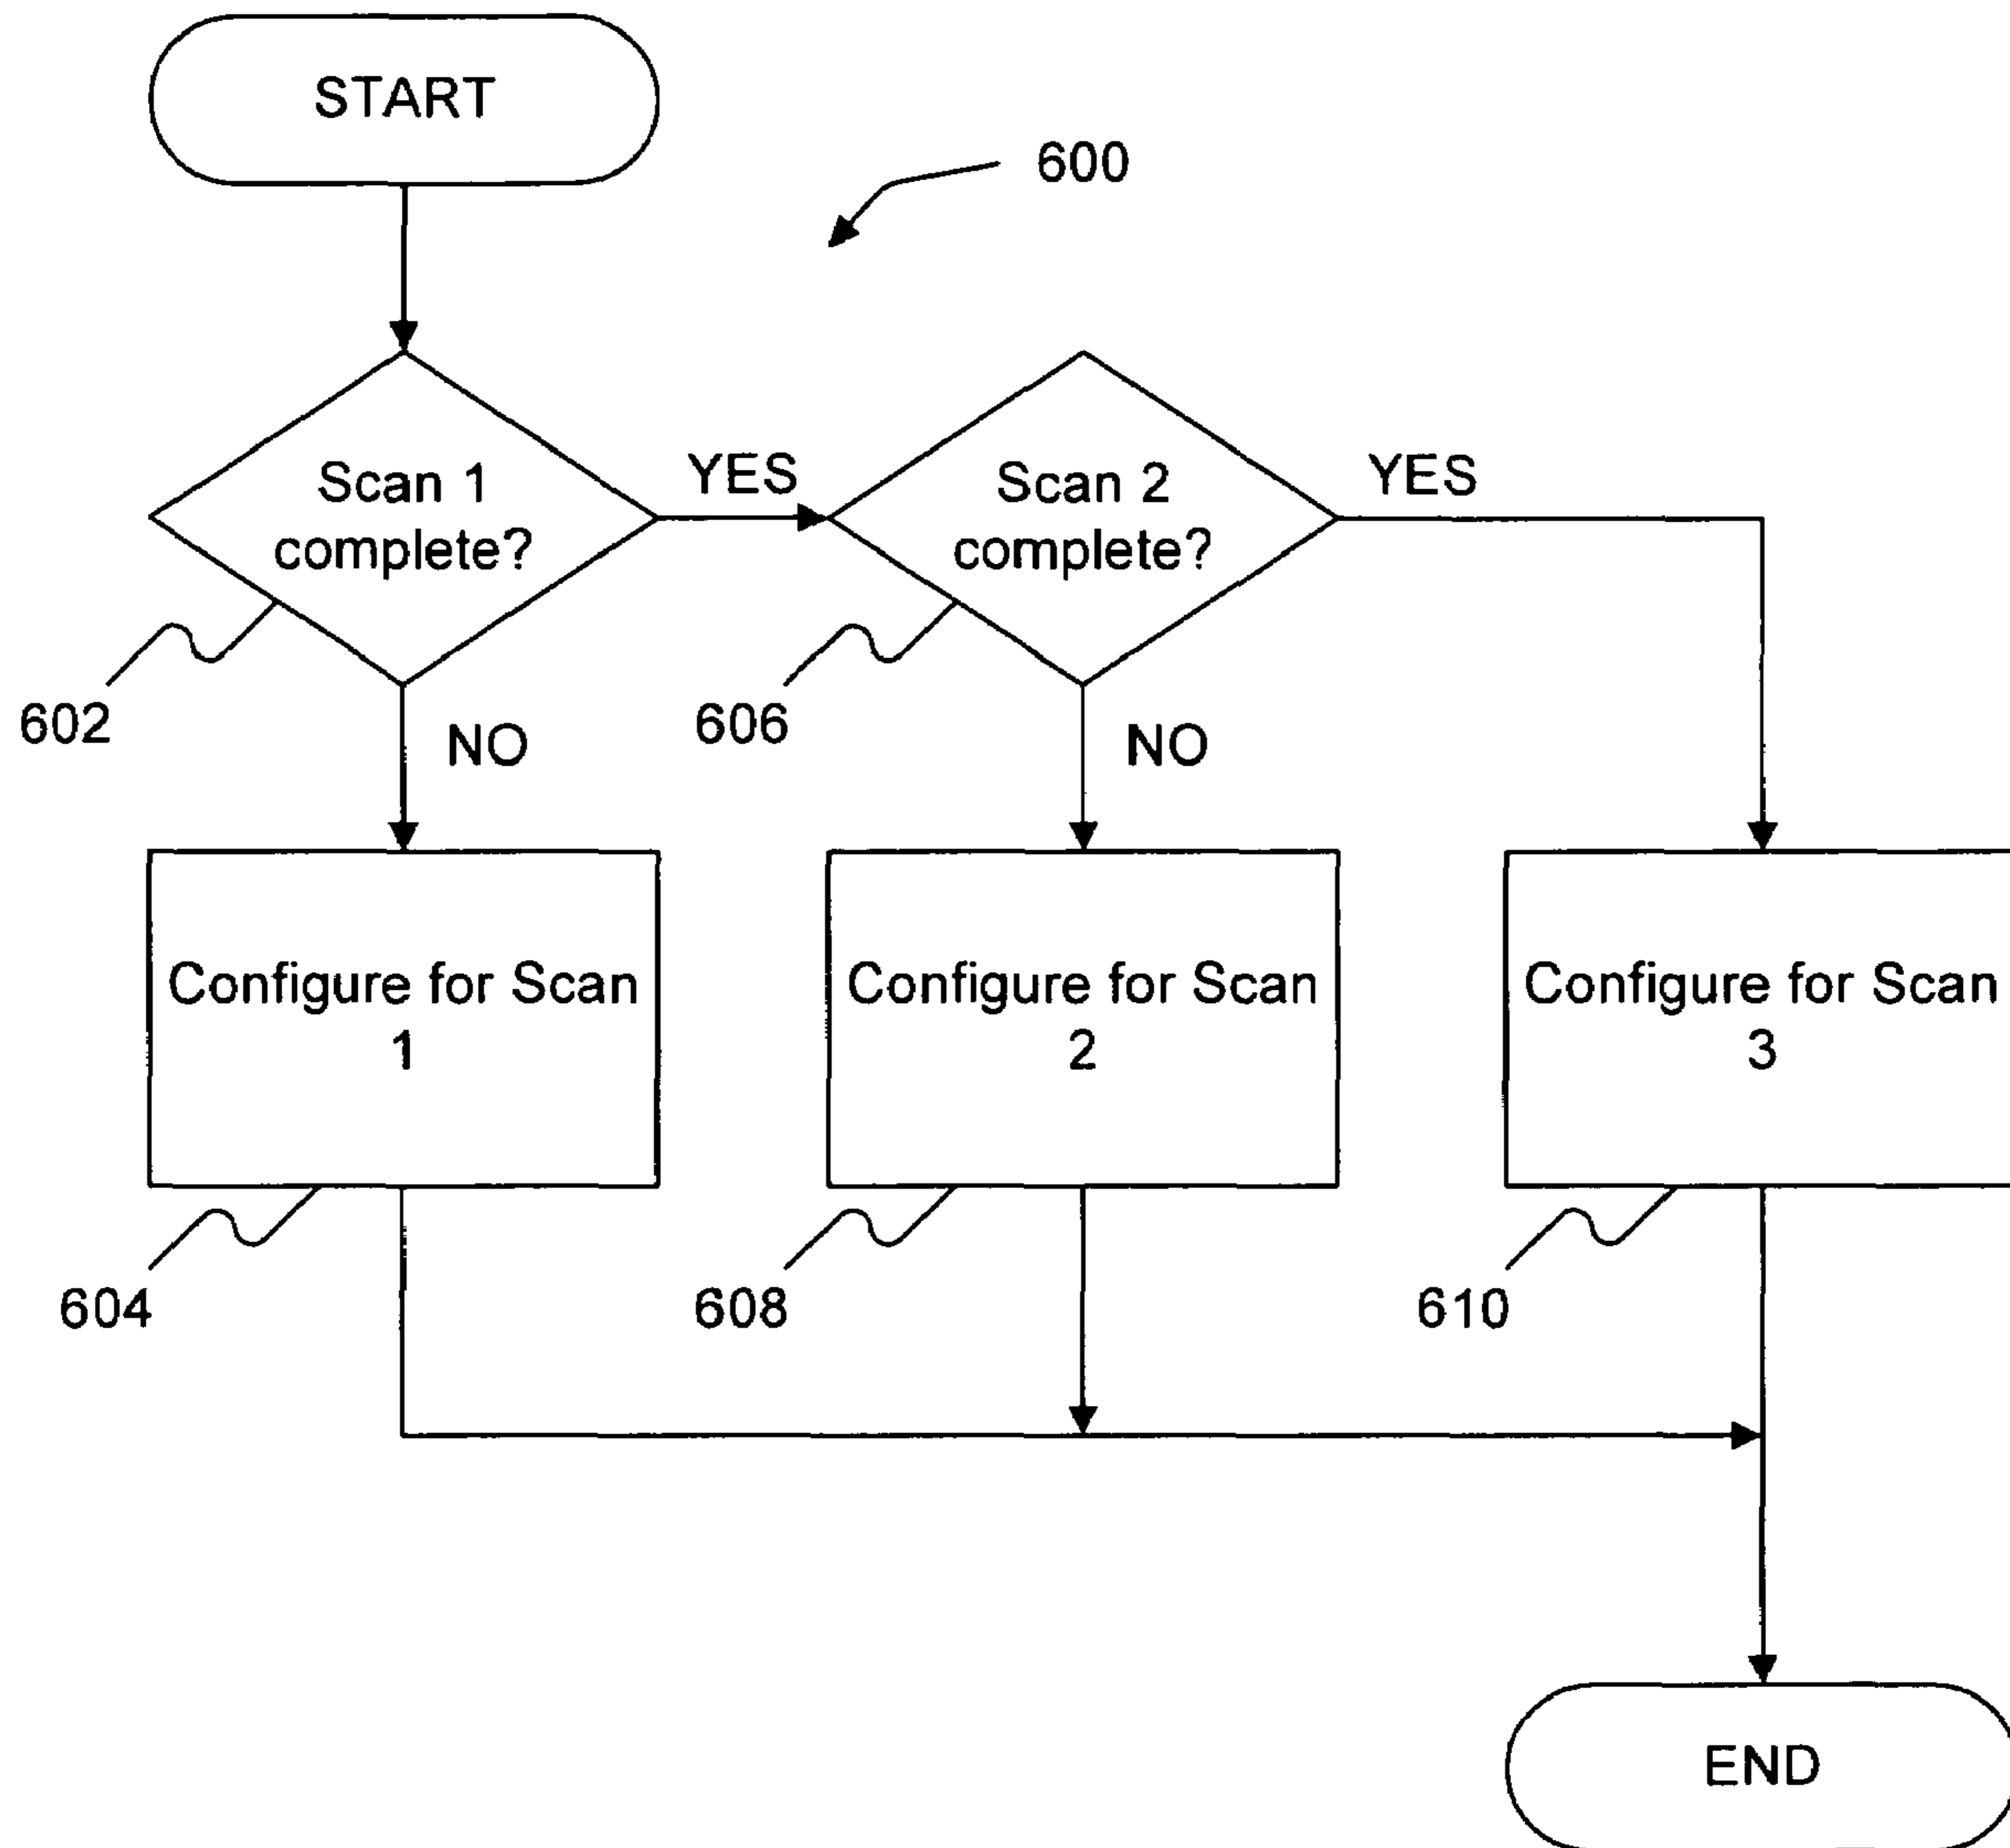 START
600
Scan 1
complete?
YES
Scan 2
complete?
YES
602
NO
606
NO
Configure for Scan
1
Configure for Scan
2
Configure for Scan
3
604
608
610
END